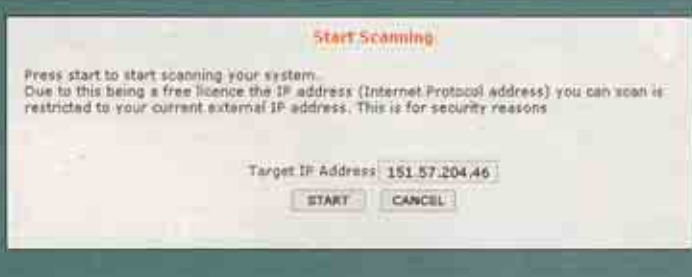 Start Scanning
Press start to start scanning your system.
Due to this being a free licence the IP address (Internet Protocol address) you can scan is
restricted to your current external IP address. This is for security reasons
Target IP Address 151.57.204.46
START CANCEL